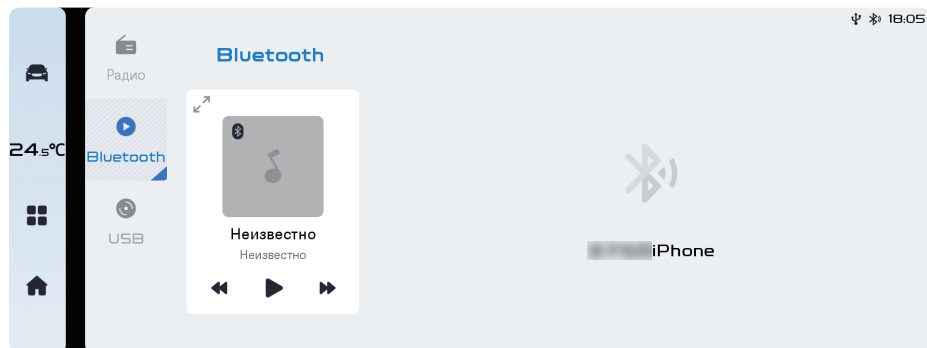 18:05
Радио
Bluetooth
24.5°C
Bluetooth
USB
Неизвестно
Неизвестно
iPhone